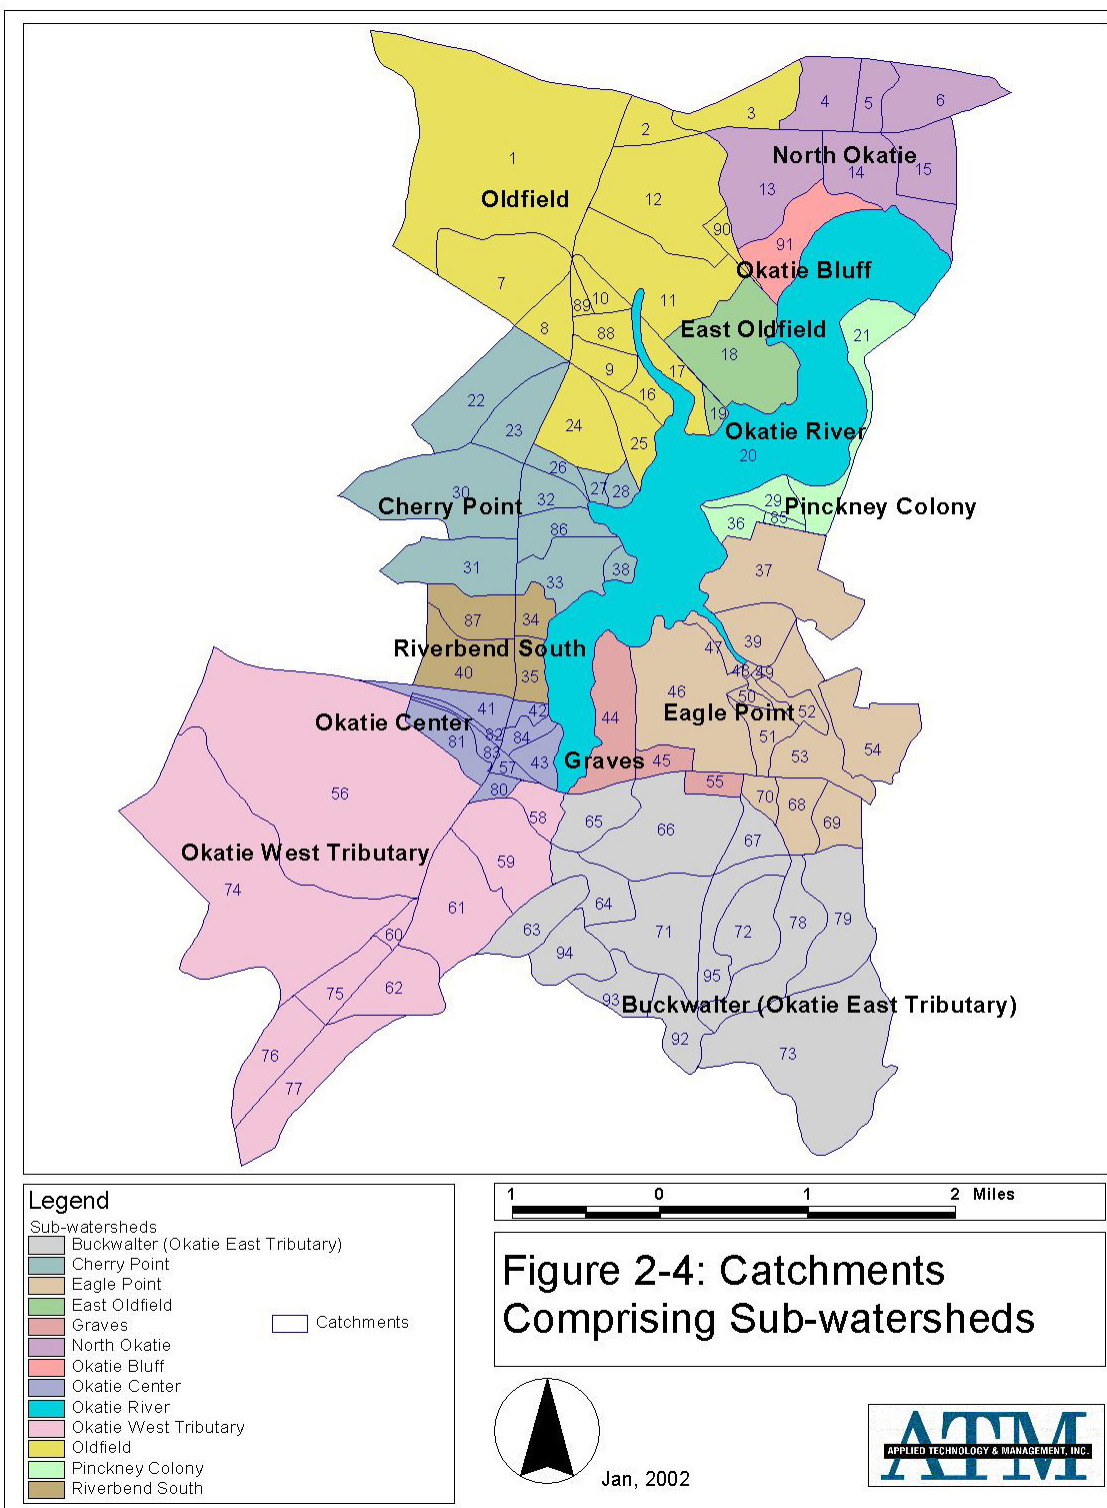 4
5
6
3
2
1
North Okatie
13
14
15
Oldfield
12
90
91
Okatie Bluff
7
89
10
11
8
88
East Oldfield
21
18
9
17
16
22
19
23
24
25
Okatie River
20
26
27
28
30
32
Cherry Point
29
Pinckney Colony
36
85
86
31
33
38
37
87
34
Riverbend South
39
47
40
35
48
49
46
50
41
42
44
Eagle Point
52
Okatie Center
82
84
81
83
51
57
43
Graves
45
53
54
80
55
56
70
68
58
65
66
69
67
Okatie West Tributary
59
74
61
64
63
71
72
78
79
60
94
95
75
62
93
Buckwalter (Okatie East Tributary)
92
76
73
77
Legend
Sub-watersheds
Buckwalter (Okatie East Tributary)
Cherry Point
Eagle Point
East Oldfield
Graves
North Okatie
Okatie Bluff
Okatie Center
Okatie River
Okatie West Tributary
Oldfield
Pinckney Colony
Riverbend South
Catchments
1 0 1 2 Miles
Figure 2-4: Catchments
Comprising Sub-watersheds
Jan, 2002
ATM
APPLIED TECHNOLOGY & MANAGEMENT, INC.